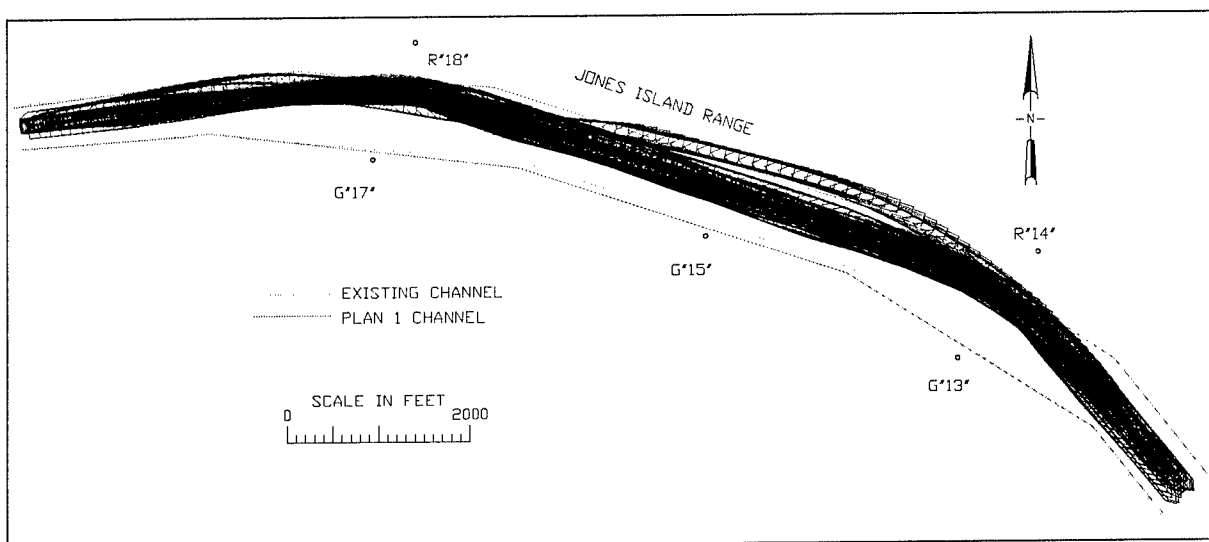 R"18"
JONES ISLAND RANGE
N
G"17"
R"14"
G"15"
EXISTING CHANNEL
PLAN 1 CHANNEL
G"13"
SCALE IN FEET
0 2000